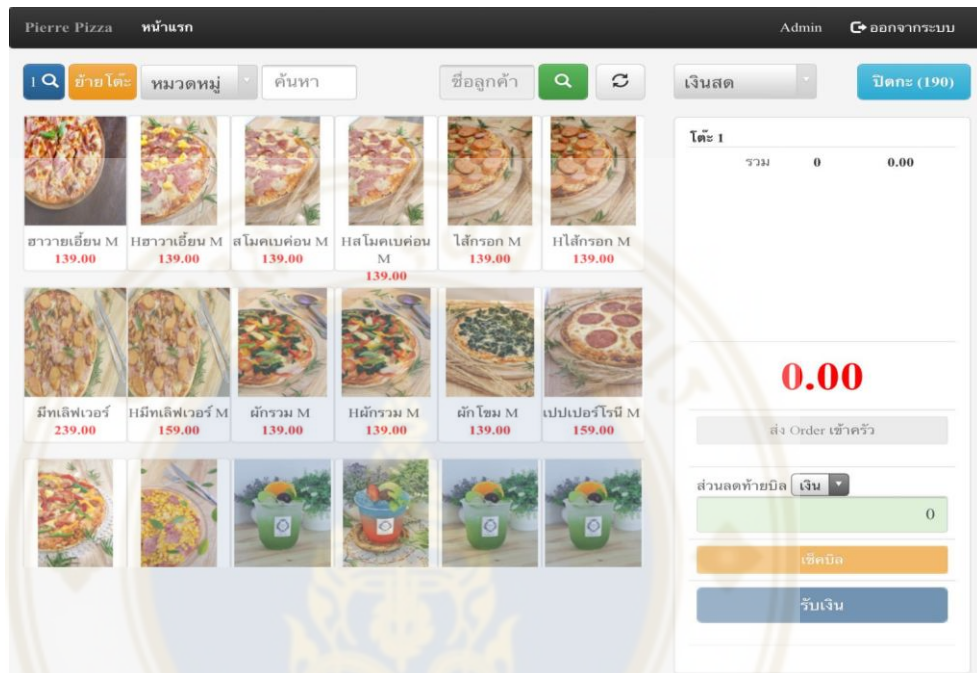 Pierre Pizza หน้าแรก Admin ออกจากระบบ
1 ย้ายโต๊ะ หมวดหมู่ ค้นหา ชื่อลูกค้า เงินสด ปิดกะ (190)
โต๊ะ 1
รวม 0 0.00
ฮาวายเอี้ยน M Hฮาวาเอี้ยน M สโมคเบค่อน M Hสโมคเบค่อน M ไส้กรอก M Hไส้กรอก M
139.00 139.00 139.00 139.00 139.00 139.00
มีทเลิฟเวอร์ Hมีทเลิฟเวอร์ M ผักรวม M Hผักรวม M ผักโขม M เปปเปอร์โรนี M
239.00 159.00 139.00 139.00 139.00 159.00
0.00
ส่ง Order เข้าครัว
ส่วนลดท้ายบิล เงิน
0
เช็คบิล
รับเงิน